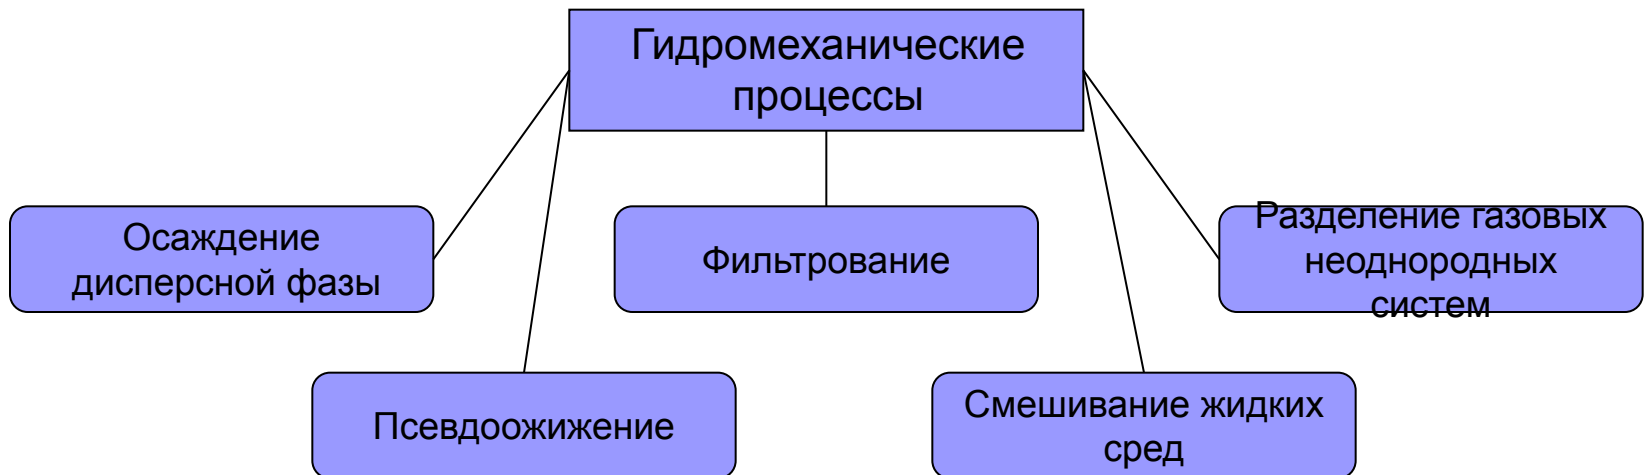 Гидромеханические
процессы
Осаждение
дисперсной фазы
Фильтрование
Разделение газовых
неоднородных
систем
Псевдоожижение
Смешивание жидких
сред